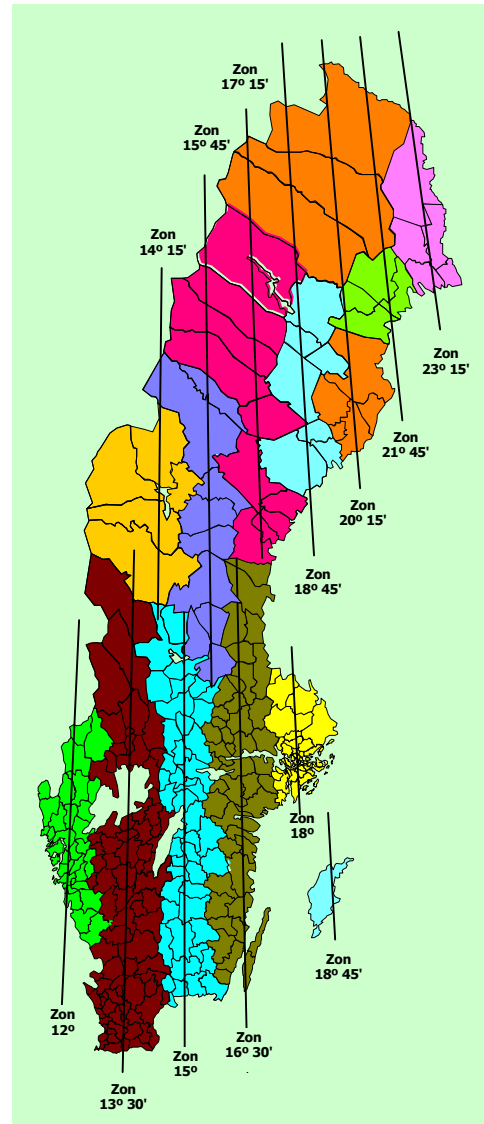 Zon
17º 15'
Zon
15º 45'
Zon
14º 15'
Zon
23º 15'
Zon
21º 45'
Zon
20º 15'
Zon
18º 45'
Zon
18º
Zon
18º 45'
Zon
12º
Zon
16º 30'
Zon
15º
Zon
13º 30'